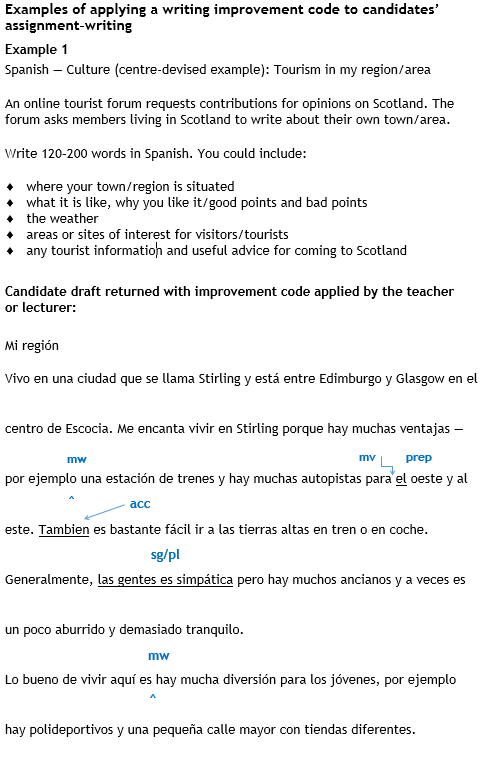 Examples of applying a writing improvement code to candidates'
assignment-writing
Example 1
Spanish — Culture (centre-devised example): Tourism in my region/area
An online tourist forum requests contributions for opinions on Scotland. The
forum asks members living in Scotland to write about their own town/area.
Write 120-200 words in Spanish. You could include:
♦ where your town/region is situated
♦ what it is like, why you like it/good points and bad points
♦ the weather
♦ areas or sites of interest for visitors/tourists
♦ any tourist information and useful advice for coming to Scotland
Candidate draft returned with improvement code applied by the teacher
or lecturer:
Mi región
Vivo en una ciudad que se llama Stirling y está entre Edimburgo y Glasgow en el
centro de Escocia. Me encanta vivir en Stirling porque hay muchas ventajas —
mw mv prep
por ejemplo una estación de trenes y hay muchas autopistas para el oeste y al
^ acc
este. Tambien es bastante fácil ir a las tierras altas en tren o en coche.
sg/pl
Generalmente, las gentes es simpática pero hay muchos ancianos y a veces es
un poco aburrido y demasiado tranquilo.
mw
Lo bueno de vivir aquí es hay mucha diversión para los jóvenes, por ejemplo
^
hay polideportivos y una pequeña calle mayor con tiendas diferentes.